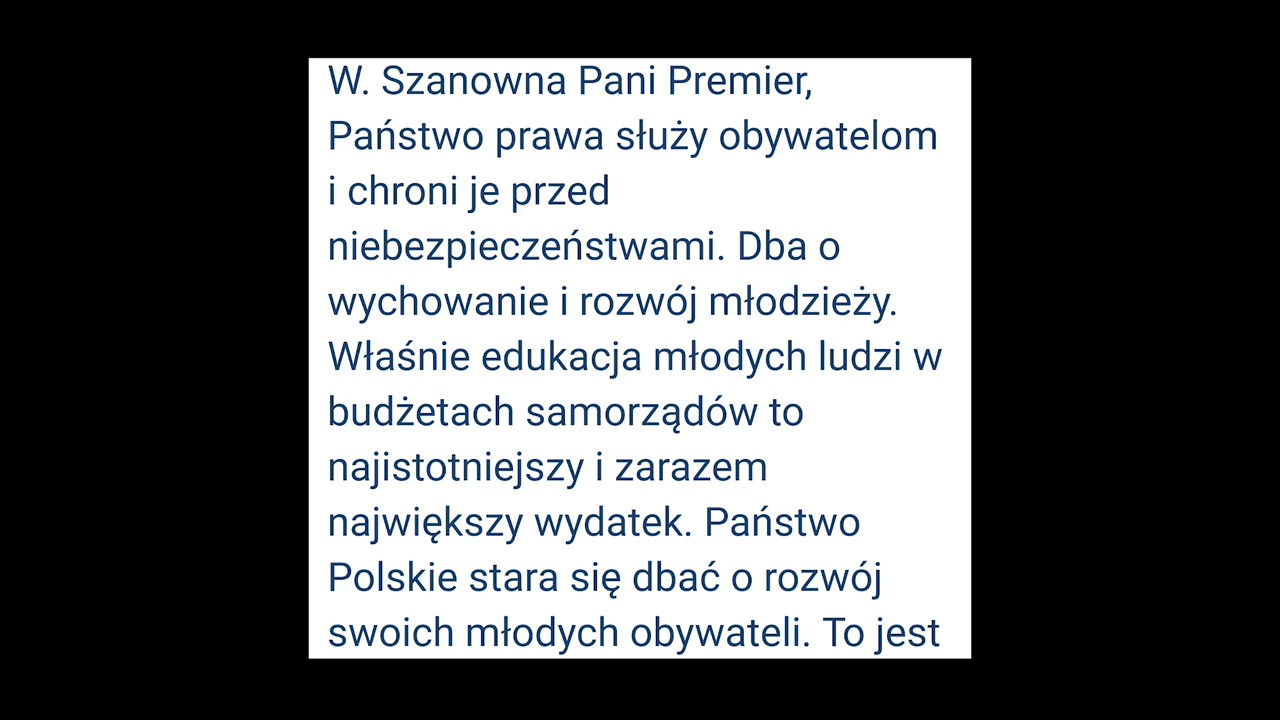 W. Szanowna Pani Premier,
Państwo prawa służy obywatelom
i chroni je przed
niebezpieczeństwami. Dba o
wychowanie i rozwój młodzieży.
Właśnie edukacja młodych ludzi w
budżetach samorządów to
najistotniejszy i zarazem
największy wydatek. Państwo
Polskie stara się dbać o rozwój
swoich młodych obywateli. To jest